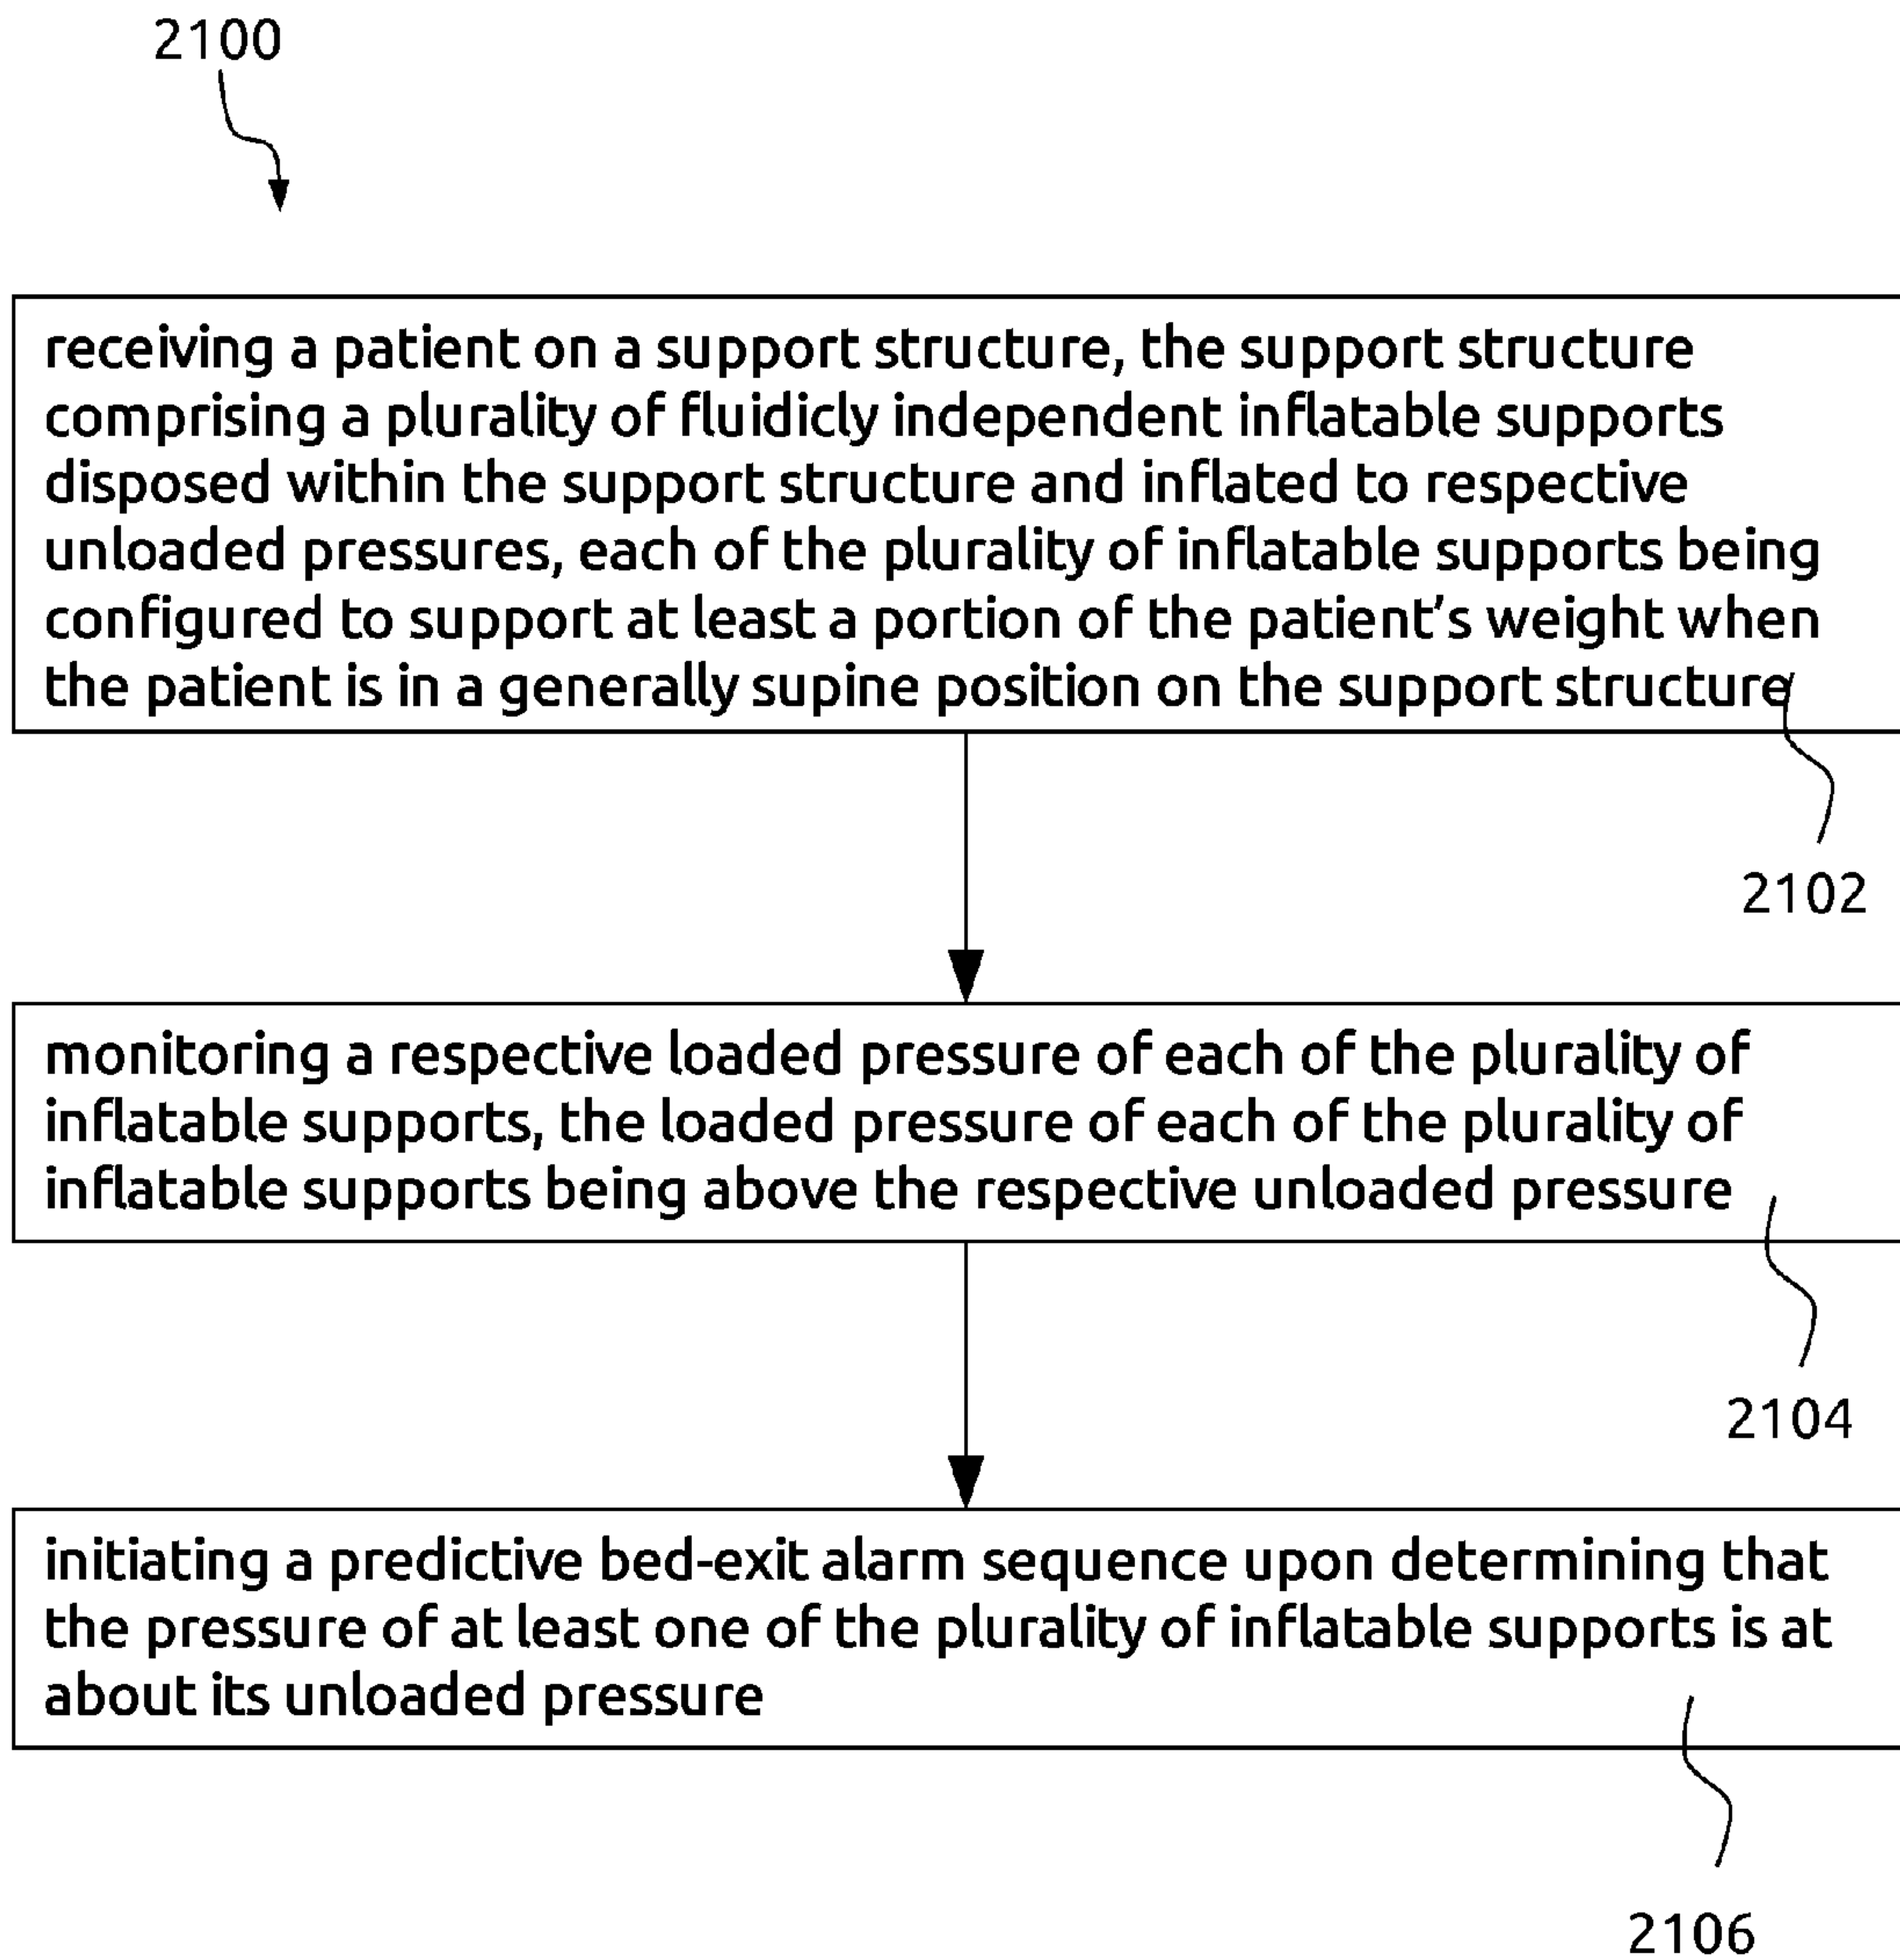 2100
receiving a patient on a support structure, the support structure
comprising a plurality of fluidicly independent inflatable supports
disposed within the support structure and inflated to respective
unloaded pressures, each of the plurality of inflatable supports being
configured to support at least a portion of the patient’s weight when
the patient is in a generally supine position on the support structure
2102
monitoring a respective loaded pressure of each of the plurality of
inflatable supports, the loaded pressure of each of the plurality of
inflatable supports being above the respective unloaded pressure
2104
initiating a predictive bed-exit alarm sequence upon determining that
the pressure of at least one of the plurality of inflatable supports is at
about its unloaded pressure
2106